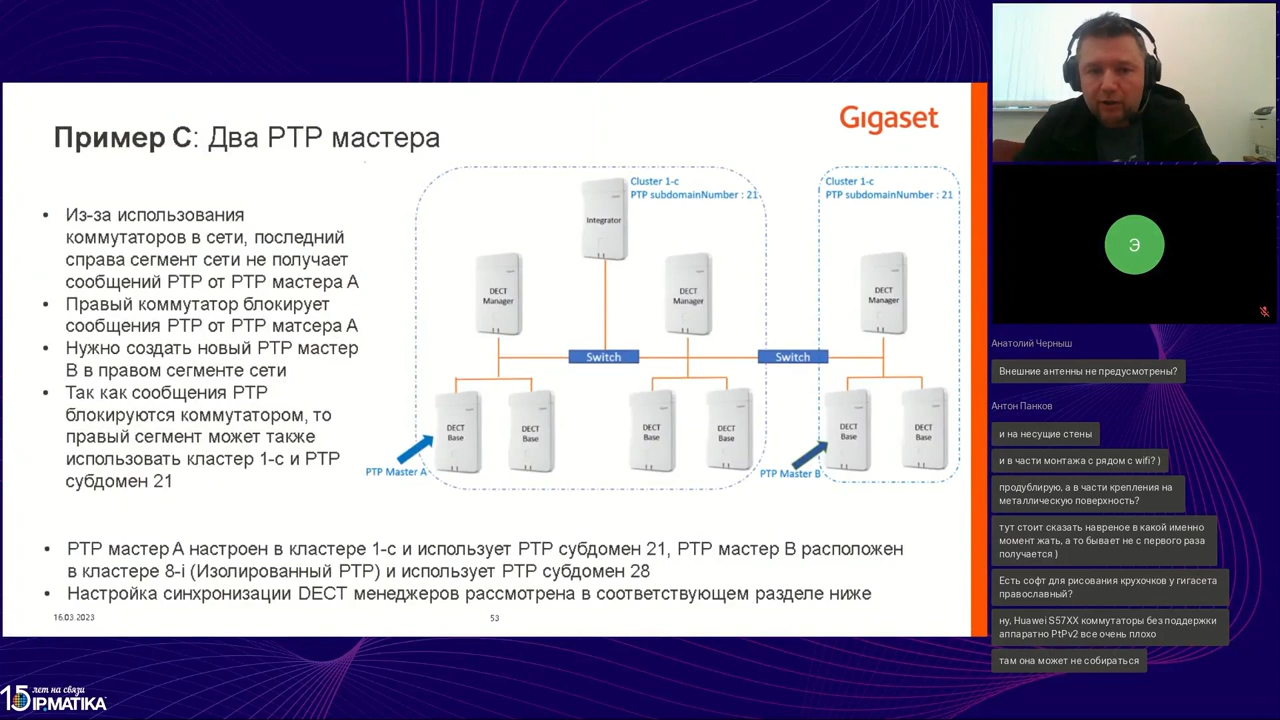 Gigaset
Пример С: Два PTP мастера
• Из-за использования
коммутаторов в сети, последний
справа сегмент сети не получает
сообщений PTP от PTP мастера А
• Правый коммутатор блокирует
сообщения PTP от PTP матсера А
• Нужно создать новый PTP мастер
В в правом сегменте сети
• Так как сообщения PTP
блокируются коммутатором, то
правый сегмент может также
использовать кластер 1-с и PTP
субдомен 21
Cluster 1-c
PTP subdomainNumber : 21
Cluster 1-c
PTP subdomainNumber : 21
Integrator
DECT
Manager
DECT
Manager
DECT
Manager
Switch
Switch
DECT
Base
DECT
Base
DECT
Base
DECT
Base
DECT
Base
DECT
Base
PTP Master A
PTP Master B
• PTP мастер А настроен в кластере 1-с и использует PTP субдомен 21, PTP мастер В расположен
в кластере 8-i (Изолированный PTP) и использует PTP субдомен 28
• Настройка синхронизации DECT менеджеров рассмотрена в соответствующем разделе ниже
16.03.2023
53
15 лет на связи
IPMATIKA
Э
Анатолий Черныш
Внешние антенны не предусмотрены?
Антон Панков
и на несущие стены
и в части монтажа с рядом с wifi? )
продублирую, а в части крепления на
металлическую поверхность?
тут стоит сказать навреное в какой именно
момент жать, а то бывает не с первого раза
получается )
Есть софт для рисования крухочков у гигасета
православный?
ну, Huawei S57XX коммутаторы без поддержки
аппаратно PtPv2 все очень плохо
там она может не собираться